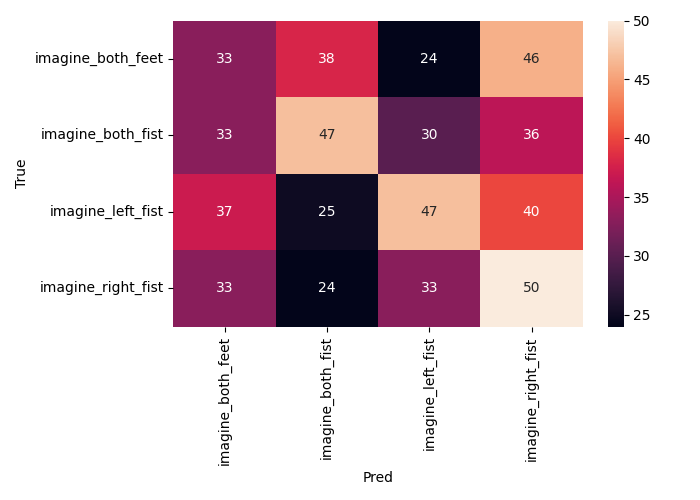 imagine_both_feet 33 38 24 46
imagine_both_fist 33 47 30 36
imagine_left_fist 37 25 47 40
imagine_right_fist 33 24 33 50
True
imagine_both_feet
imagine_both_fist
imagine_left_fist
imagine_right_fist
Pred
50
45
40
35
30
25